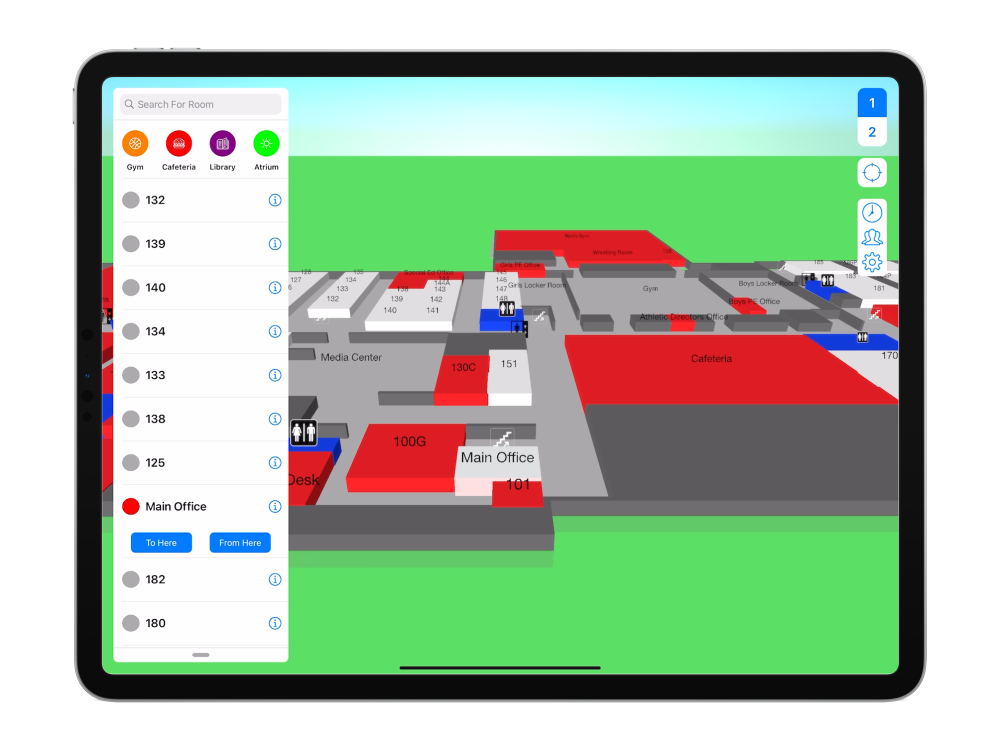 Search For Room
Gym
Cafeteria
Library
Atrium
132
139
140
134
133
138
125
Main Office
To Here
From Here
182
180
1
2
Wrestling Room
Girls PE Office
Girls Locker Room
Gym
Boys Locker Room
Boys PE Office
Athletic Directors Office
Special Ed Office
144A
126
127
135
134
133
132
138
139
140
143
142
141
145
146
147
148
185
183
181
Media Center
130C
151
Cafeteria
170
100G
Main Office
101
Desk